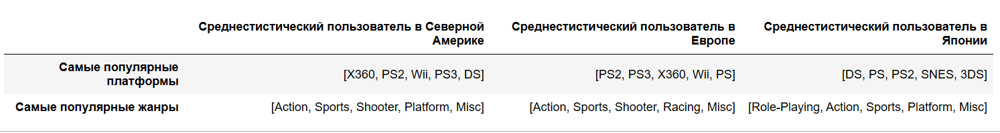 Среднестистический пользователь в Северной Америке
Среднестистический пользователь в Европе
Среднестистический пользователь в Японии
Самые популярные платформы
[X360, PS2, Wii, PS3, DS]
[PS2, PS3, X360, Wii, PS]
[DS, PS, PS2, SNES, 3DS]
Самые популярные жанры
[Action, Sports, Shooter, Platform, Misc]
[Action, Sports, Shooter, Racing, Misc]
[Role-Playing, Action, Sports, Platform, Misc]